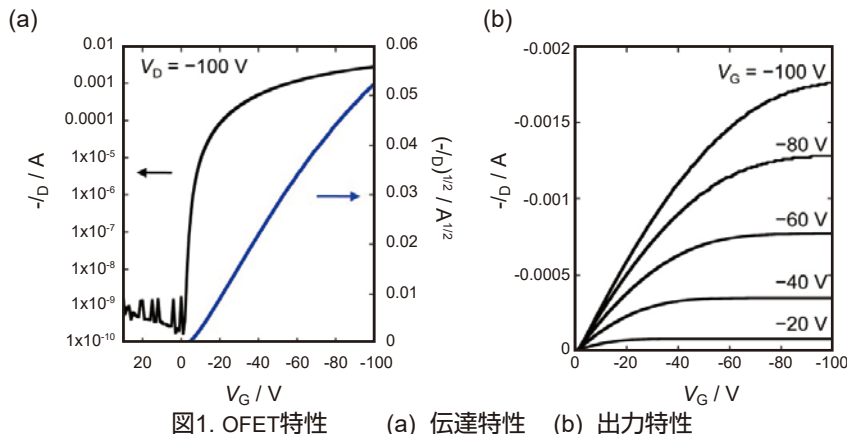 (a)
-I_D / A
0.01
0.001
0.0001
1x10⁻⁵
1x10⁻⁶
1x10⁻⁷
1x10⁻⁸
1x10⁻⁹
1x10⁻¹⁰
V_D = −100 V
0.06
0.05
0.04
0.03
0.02
0.01
0
(-I_D)^1/2 / A^1/2
20 0 -20 -40 -60 -80 -100
V_G / V
(b)
-I_D / A
-0.002
-0.0015
-0.001
-0.0005
0
V_G = −100 V
−80 V
−60 V
−40 V
−20 V
0 -20 -40 -60 -80 -100
V_G / V
図1. OFET特性 (a) 伝達特性 (b) 出力特性